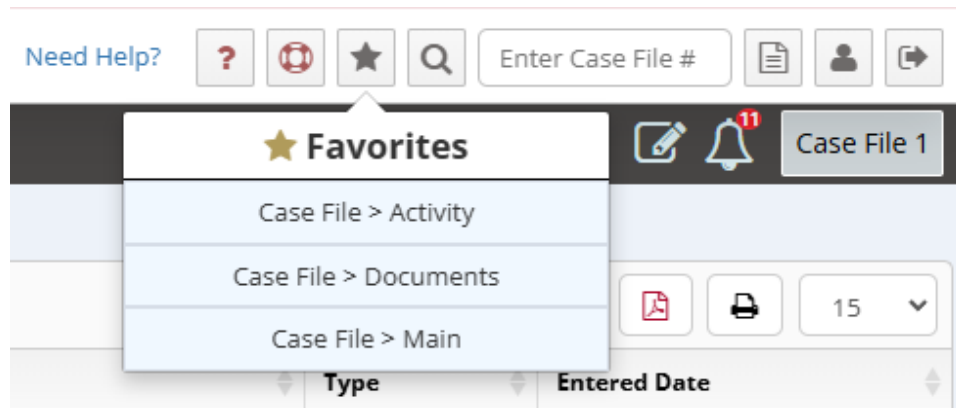 Need Help?
?
Enter Case File #
Favorites
11
Case File 1
Case File > Activity
Case File > Documents
Case File > Main
15
Type
Entered Date